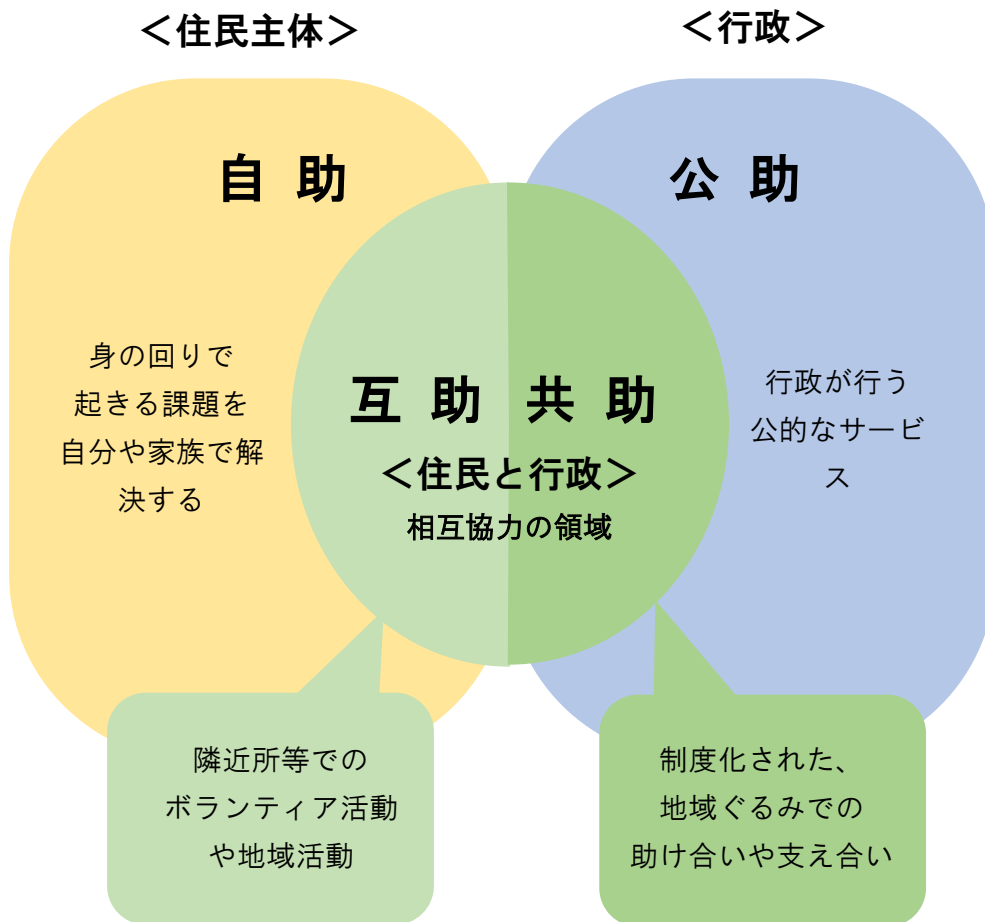 <住民主体>
<行政>
自 助
公 助
身の回りで
起きる課題を
自分や家族で解
決する
行政が行う
公的なサービ
ス
互 助 共 助
<住民と行政>
相互協力の領域
隣近所等での
ボランティア活動
や地域活動
制度化された、
地域ぐるみでの
助け合いや支え合い